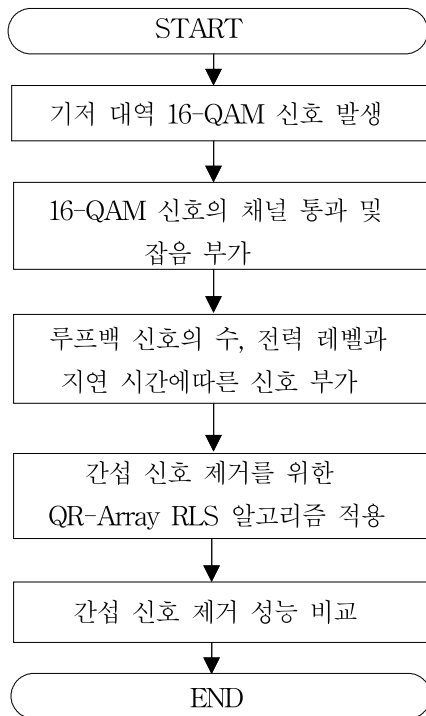 START
기저 대역 16-QAM 신호 발생
16-QAM 신호의 채널 통과 및
잡음 부가
루프백 신호의 수, 전력 레벨과
지연 시간에따른 신호 부가
간섭 신호 제거를 위한
QR-Array RLS 알고리즘 적용
간섭 신호 제거 성능 비교
END